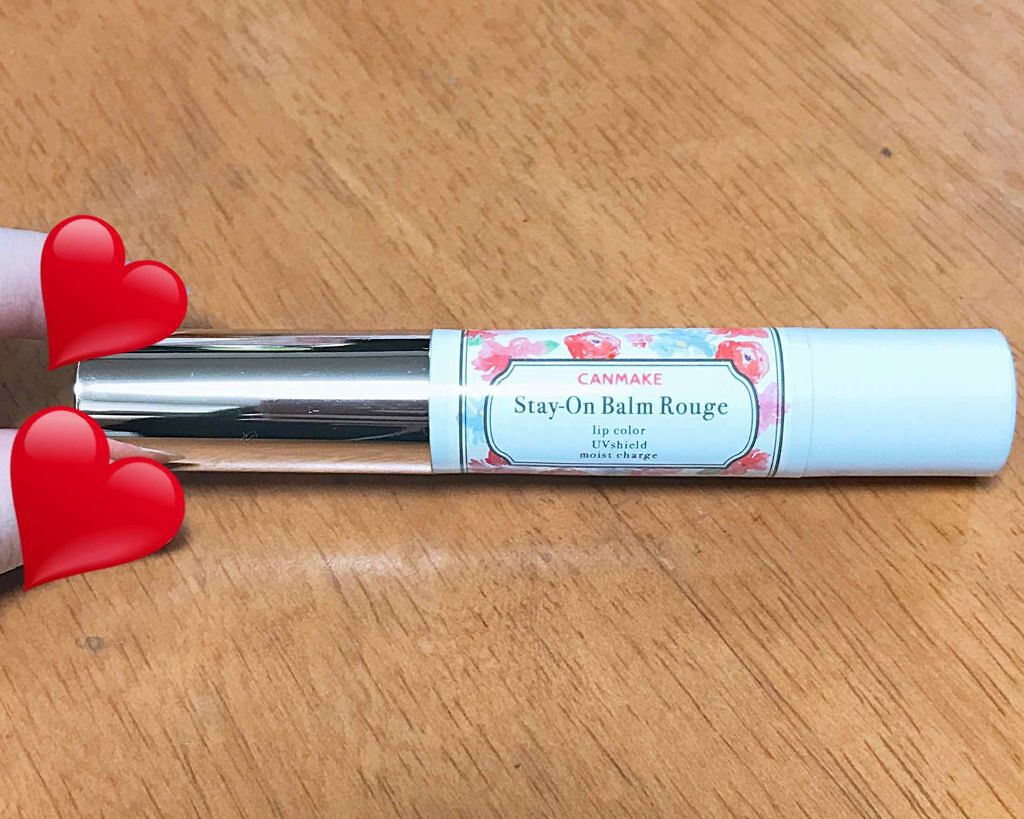 CANMAKE
Stay-On Balm Rouge
lip color
UVshield
moist charge